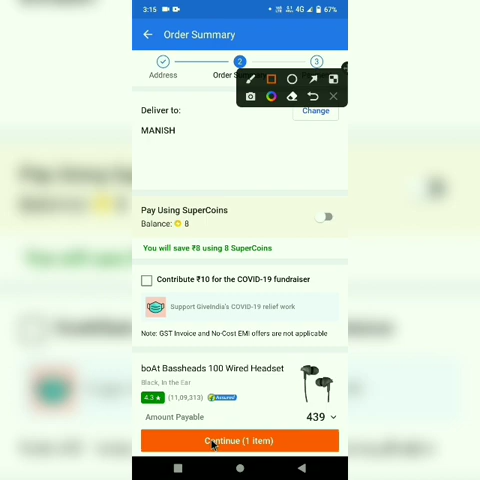 3:15
4G
67%
Order Summary
2
3
Address
Deliver to:
Change
MANISH
Pay Using SuperCoins
Balance: 8
You will save ₹8 using 8 SuperCoins
Contribute ₹10 for the COVID-19 fundraiser
Support GiveIndia's COVID-19 relief work
Note: GST Invoice and No-Cost EMI offers are not applicable
boAt Bassheads 100 Wired Headset
Black, In the Ear
4.3 ★ (11,09,313) Assured
Amount Payable
439
Continue (1 item)